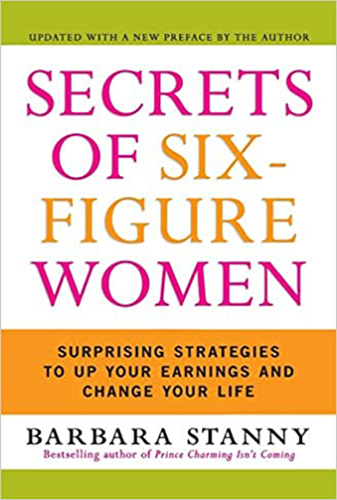 UPDATED WITH A NEW PREFACE BY THE AUTHOR
SECRETS
OF SIX-
FIGURE
WOMEN
SURPRISING STRATEGIES
TO UP YOUR EARNINGS AND
CHANGE YOUR LIFE
BARBARA STANNY
Bestselling author of Prince Charming Isn's Coming